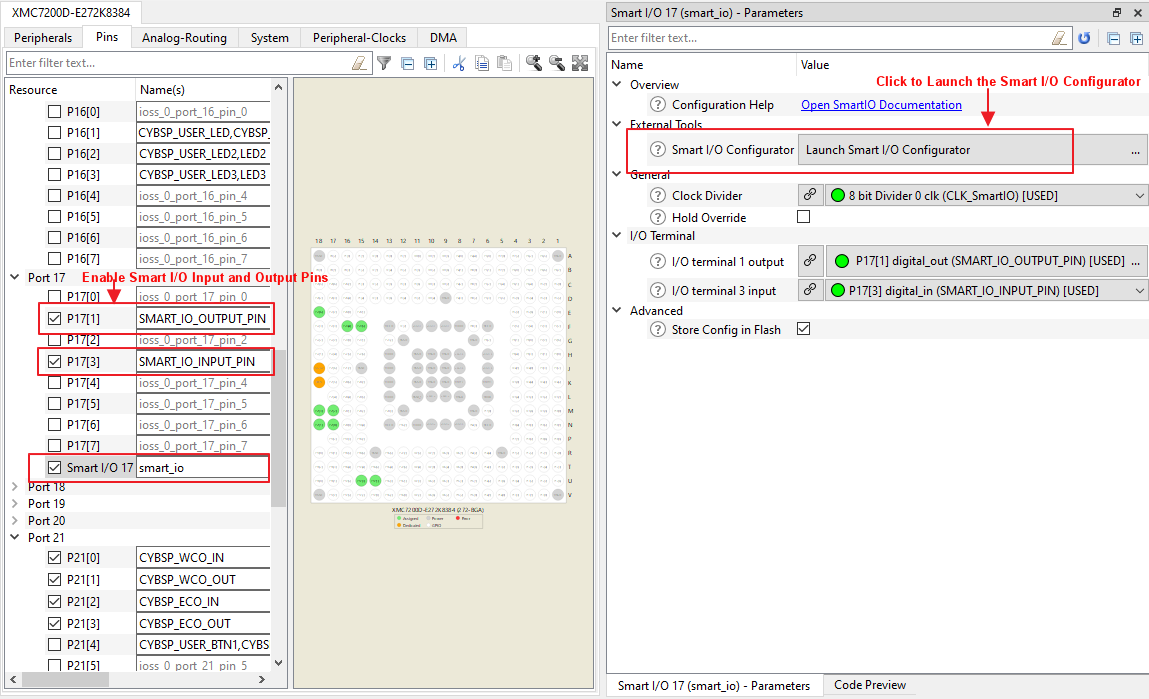 XMC7200D-E272K8384
Peripherals
Pins
Analog-Routing
System
Peripheral-Clocks
DMA
Enter filter text...
Resource
Name(s)
P16[0] ioss_0_port_16_pin_0
P16[1] CYBSP_USER_LED,CYBSP_
P16[2] CYBSP_USER_LED2,LED2
P16[3] CYBSP_USER_LED3,LED3
P16[4] ioss_0_port_16_pin_4
P16[5] ioss_0_port_16_pin_5
P16[6] ioss_0_port_16_pin_6
P16[7] ioss_0_port_16_pin_7
Port 17
Enable Smart I/O Input and Output Pins
P17[0] ioss_0_port_17_pin_0
P17[1] SMART_IO_OUTPUT_PIN
P17[2] ioss_0_port_17_pin_2
P17[3] SMART_IO_INPUT_PIN
P17[4] ioss_0_port_17_pin_4
P17[5] ioss_0_port_17_pin_5
P17[6] ioss_0_port_17_pin_6
P17[7] ioss_0_port_17_pin_7
Smart I/O 17 smart_io
Port 18
Port 19
Port 20
Port 21
P21[0] CYBSP_WCO_IN
P21[1] CYBSP_WCO_OUT
P21[2] CYBSP_ECO_IN
P21[3] CYBSP_ECO_OUT
P21[4] CYBSP_USER_BTN1,CYBS
P21[5] ioss_0_port_21_pin_5
18 17 16 15 14 13 12 11 10 9 8 7 6 5 4 3 2 1
A
B
C
D
E
F
G
H
J
K
L
M
N
P
R
T
U
V
XMC7200D-E272K8384 (272-BGA)
Assigned Power Error
Dedicated GPIO
Smart I/O 17 (smart_io) - Parameters
Enter filter text...
Name
Value
Click to Launch the Smart I/O Configurator
Overview
Configuration Help Open SmartIO Documentation
External Tools
Smart I/O Configurator Launch Smart I/O Configurator ...
General
Clock Divider 8 bit Divider 0 clk (CLK_SmartIO) [USED]
Hold Override
I/O Terminal
I/O terminal 1 output P17[1] digital_out (SMART_IO_OUTPUT_PIN) [USED] ...
I/O terminal 3 input P17[3] digital_in (SMART_IO_INPUT_PIN) [USED]
Advanced
Store Config in Flash
Smart I/O 17 (smart_io) - Parameters
Code Preview